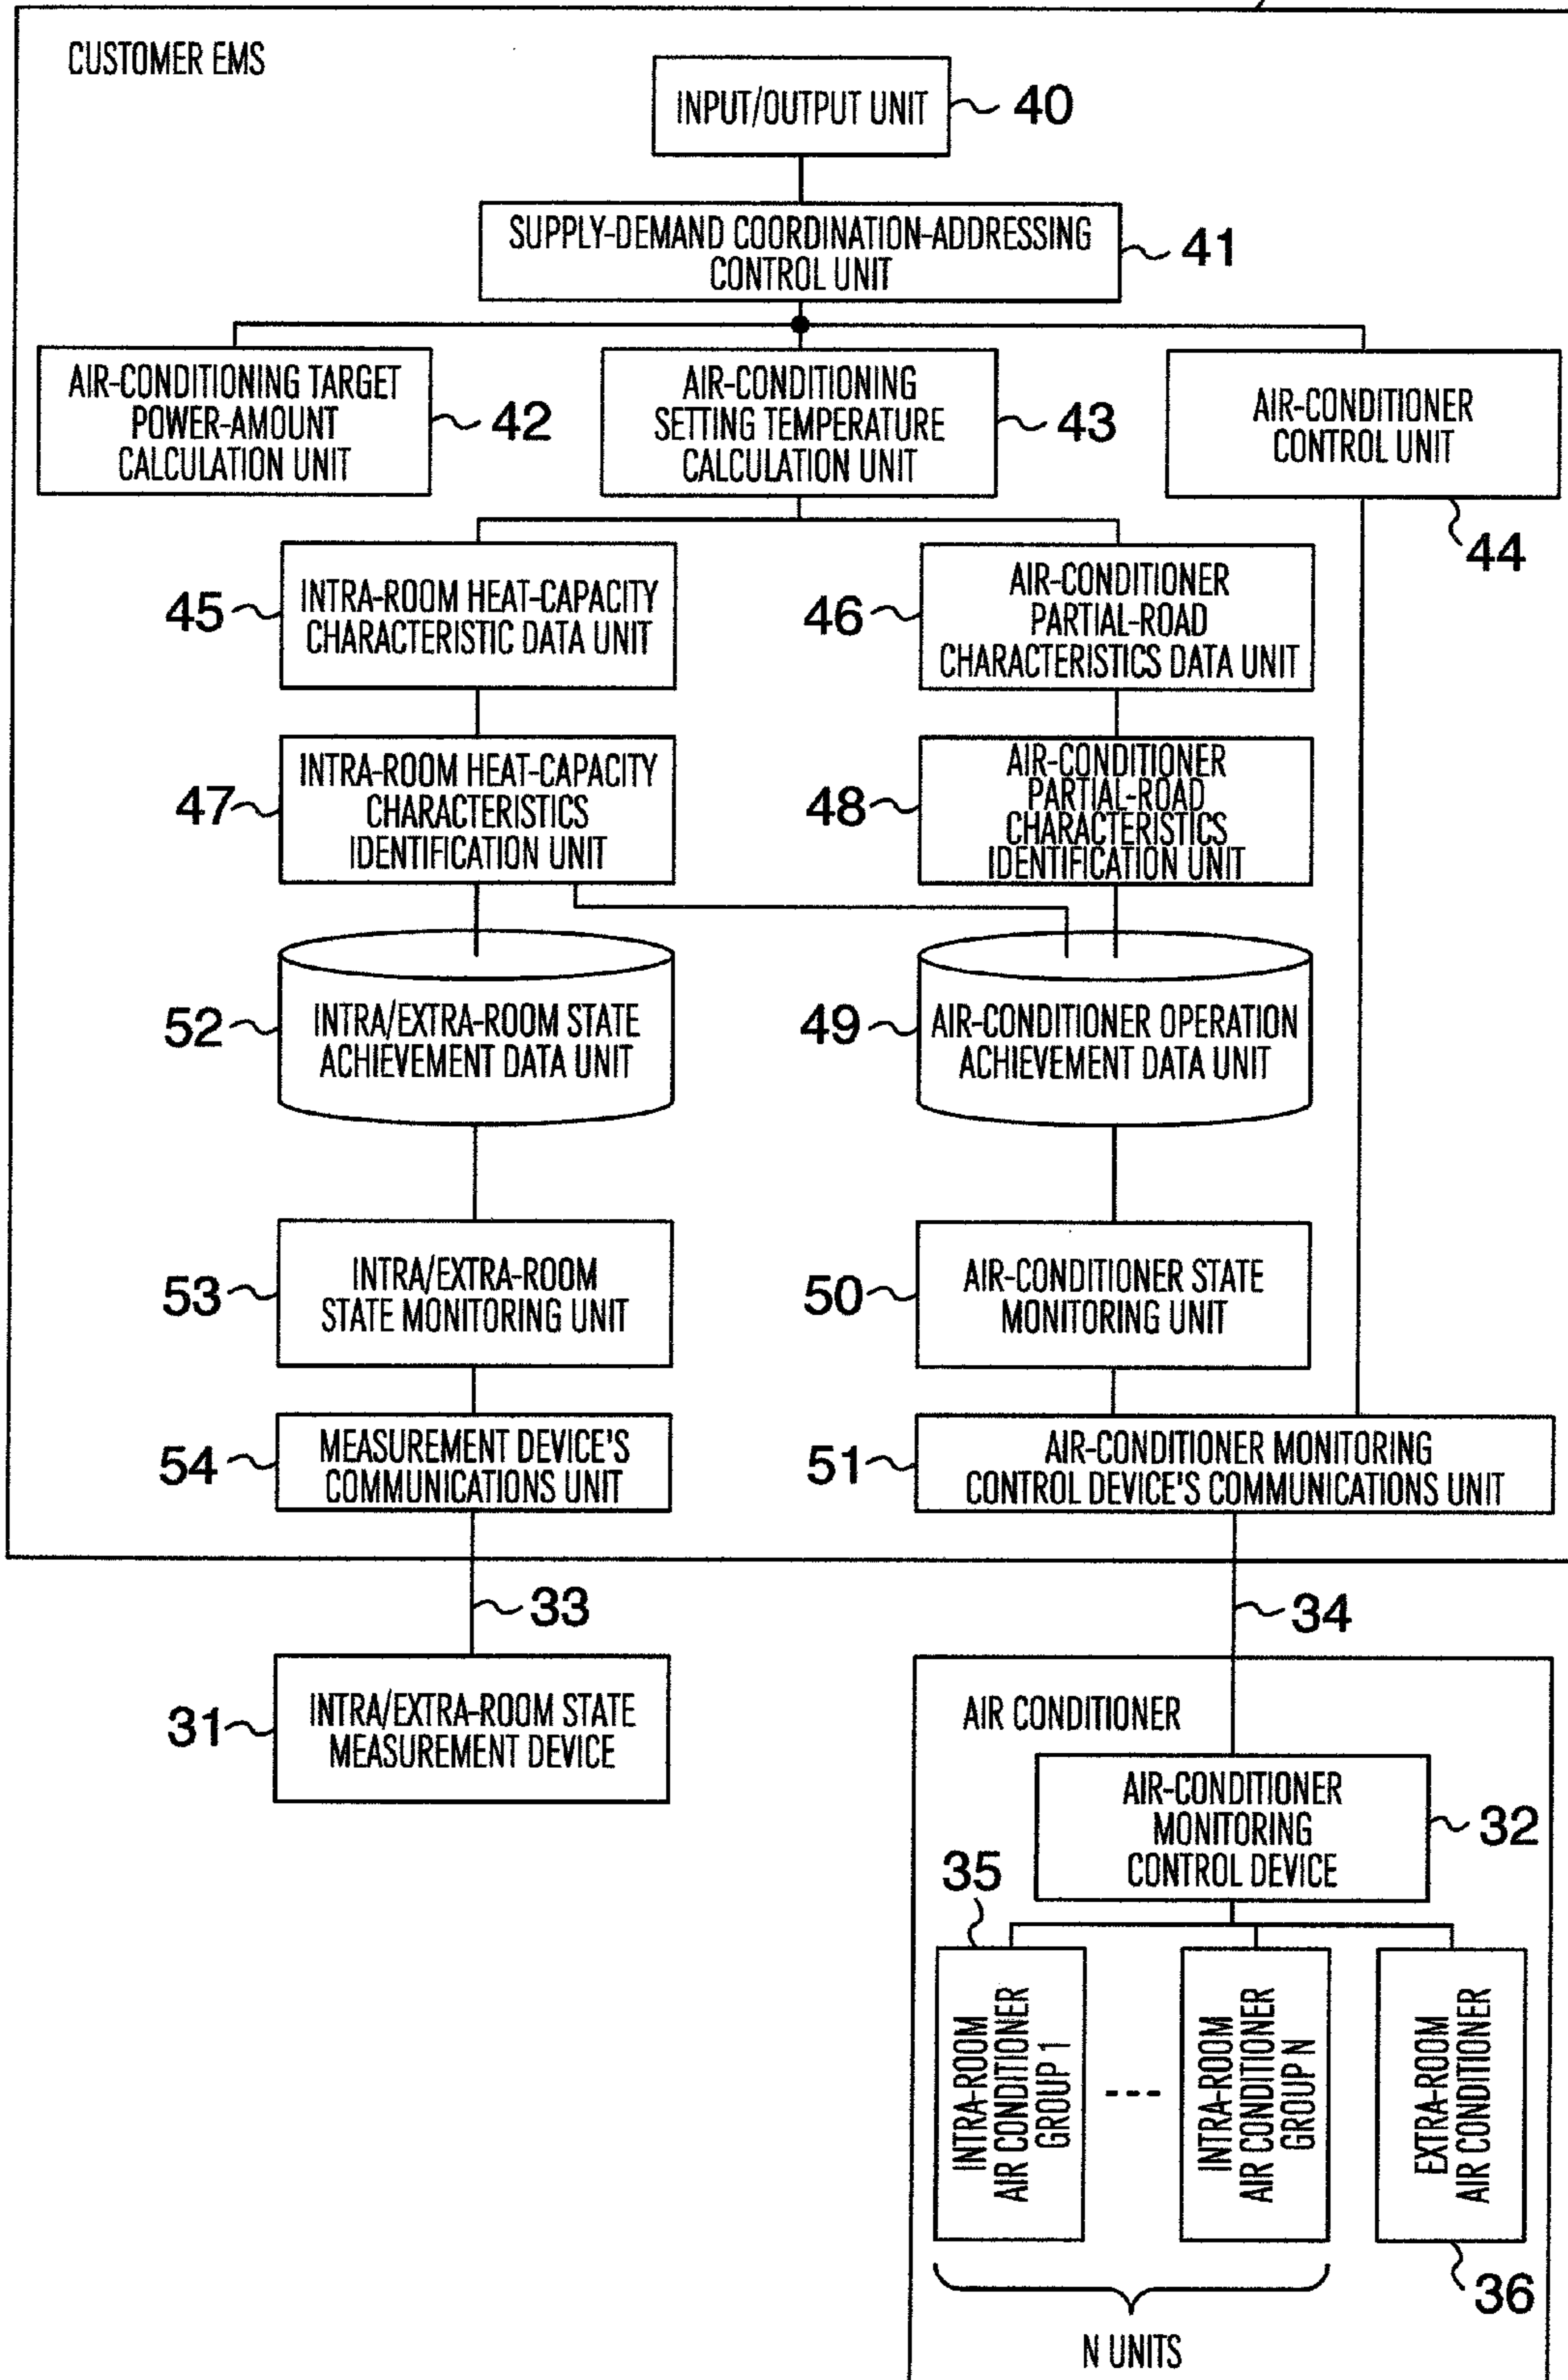 CUSTOMER EMS
INPUT/OUTPUT UNIT
40
SUPPLY-DEMAND COORDINATION-ADDRESSING
CONTROL UNIT
41
AIR-CONDITIONING TARGET
POWER-AMOUNT
CALCULATION UNIT
42
AIR-CONDITIONING
SETTING TEMPERATURE
CALCULATION UNIT
43
AIR-CONDITIONER
CONTROL UNIT
44
45
INTRA-ROOM HEAT-CAPACITY
CHARACTERISTIC DATA UNIT
46
AIR-CONDITIONER
PARTIAL-ROAD
CHARACTERISTICS DATA UNIT
47
INTRA-ROOM HEAT-CAPACITY
CHARACTERISTICS
IDENTIFICATION UNIT
48
AIR-CONDITIONER
PARTIAL-ROAD
CHARACTERISTICS
IDENTIFICATION UNIT
52
INTRA/EXTRA-ROOM STATE
ACHIEVEMENT DATA UNIT
49
AIR-CONDITIONER OPERATION
ACHIEVEMENT DATA UNIT
53
INTRA/EXTRA-ROOM
STATE MONITORING UNIT
50
AIR-CONDITIONER STATE
MONITORING UNIT
54
MEASUREMENT DEVICE'S
COMMUNICATIONS UNIT
51
AIR-CONDITIONER MONITORING
CONTROL DEVICE'S COMMUNICATIONS UNIT
33
34
31
INTRA/EXTRA-ROOM STATE
MEASUREMENT DEVICE
AIR CONDITIONER
AIR-CONDITIONER
MONITORING
CONTROL DEVICE
32
35
INTRA-ROOM
AIR CONDITIONER
GROUP 1
---
INTRA-ROOM
AIR CONDITIONER
GROUP N
EXTRA-ROOM
AIR CONDITIONER
36
N UNITS